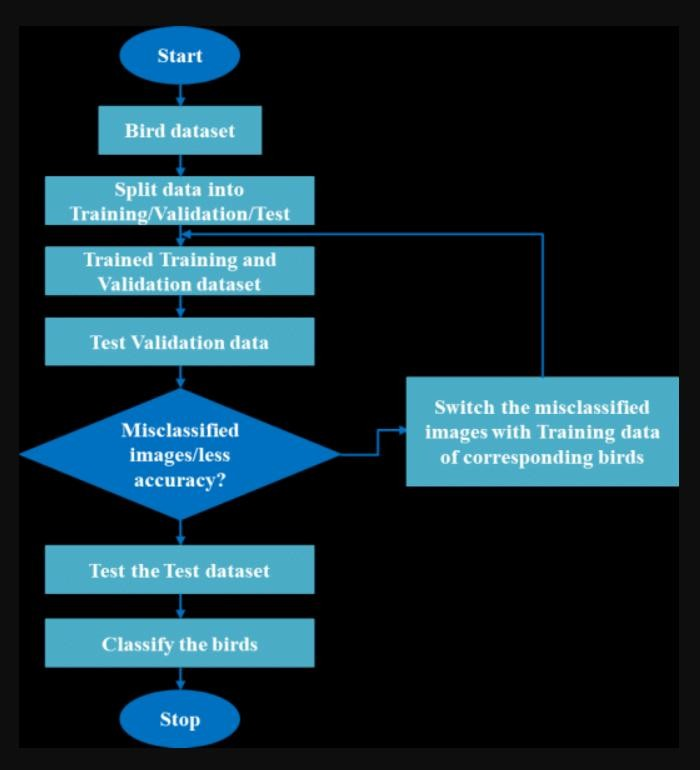 Start
Bird dataset
Split data into
Training/Validation/Test
Trained Training and
Validation dataset
Test Validation data
Misclassified
images/less
accuracy?
Switch the misclassified
images with Training data
of corresponding birds
Test the Test dataset
Classify the birds
Stop